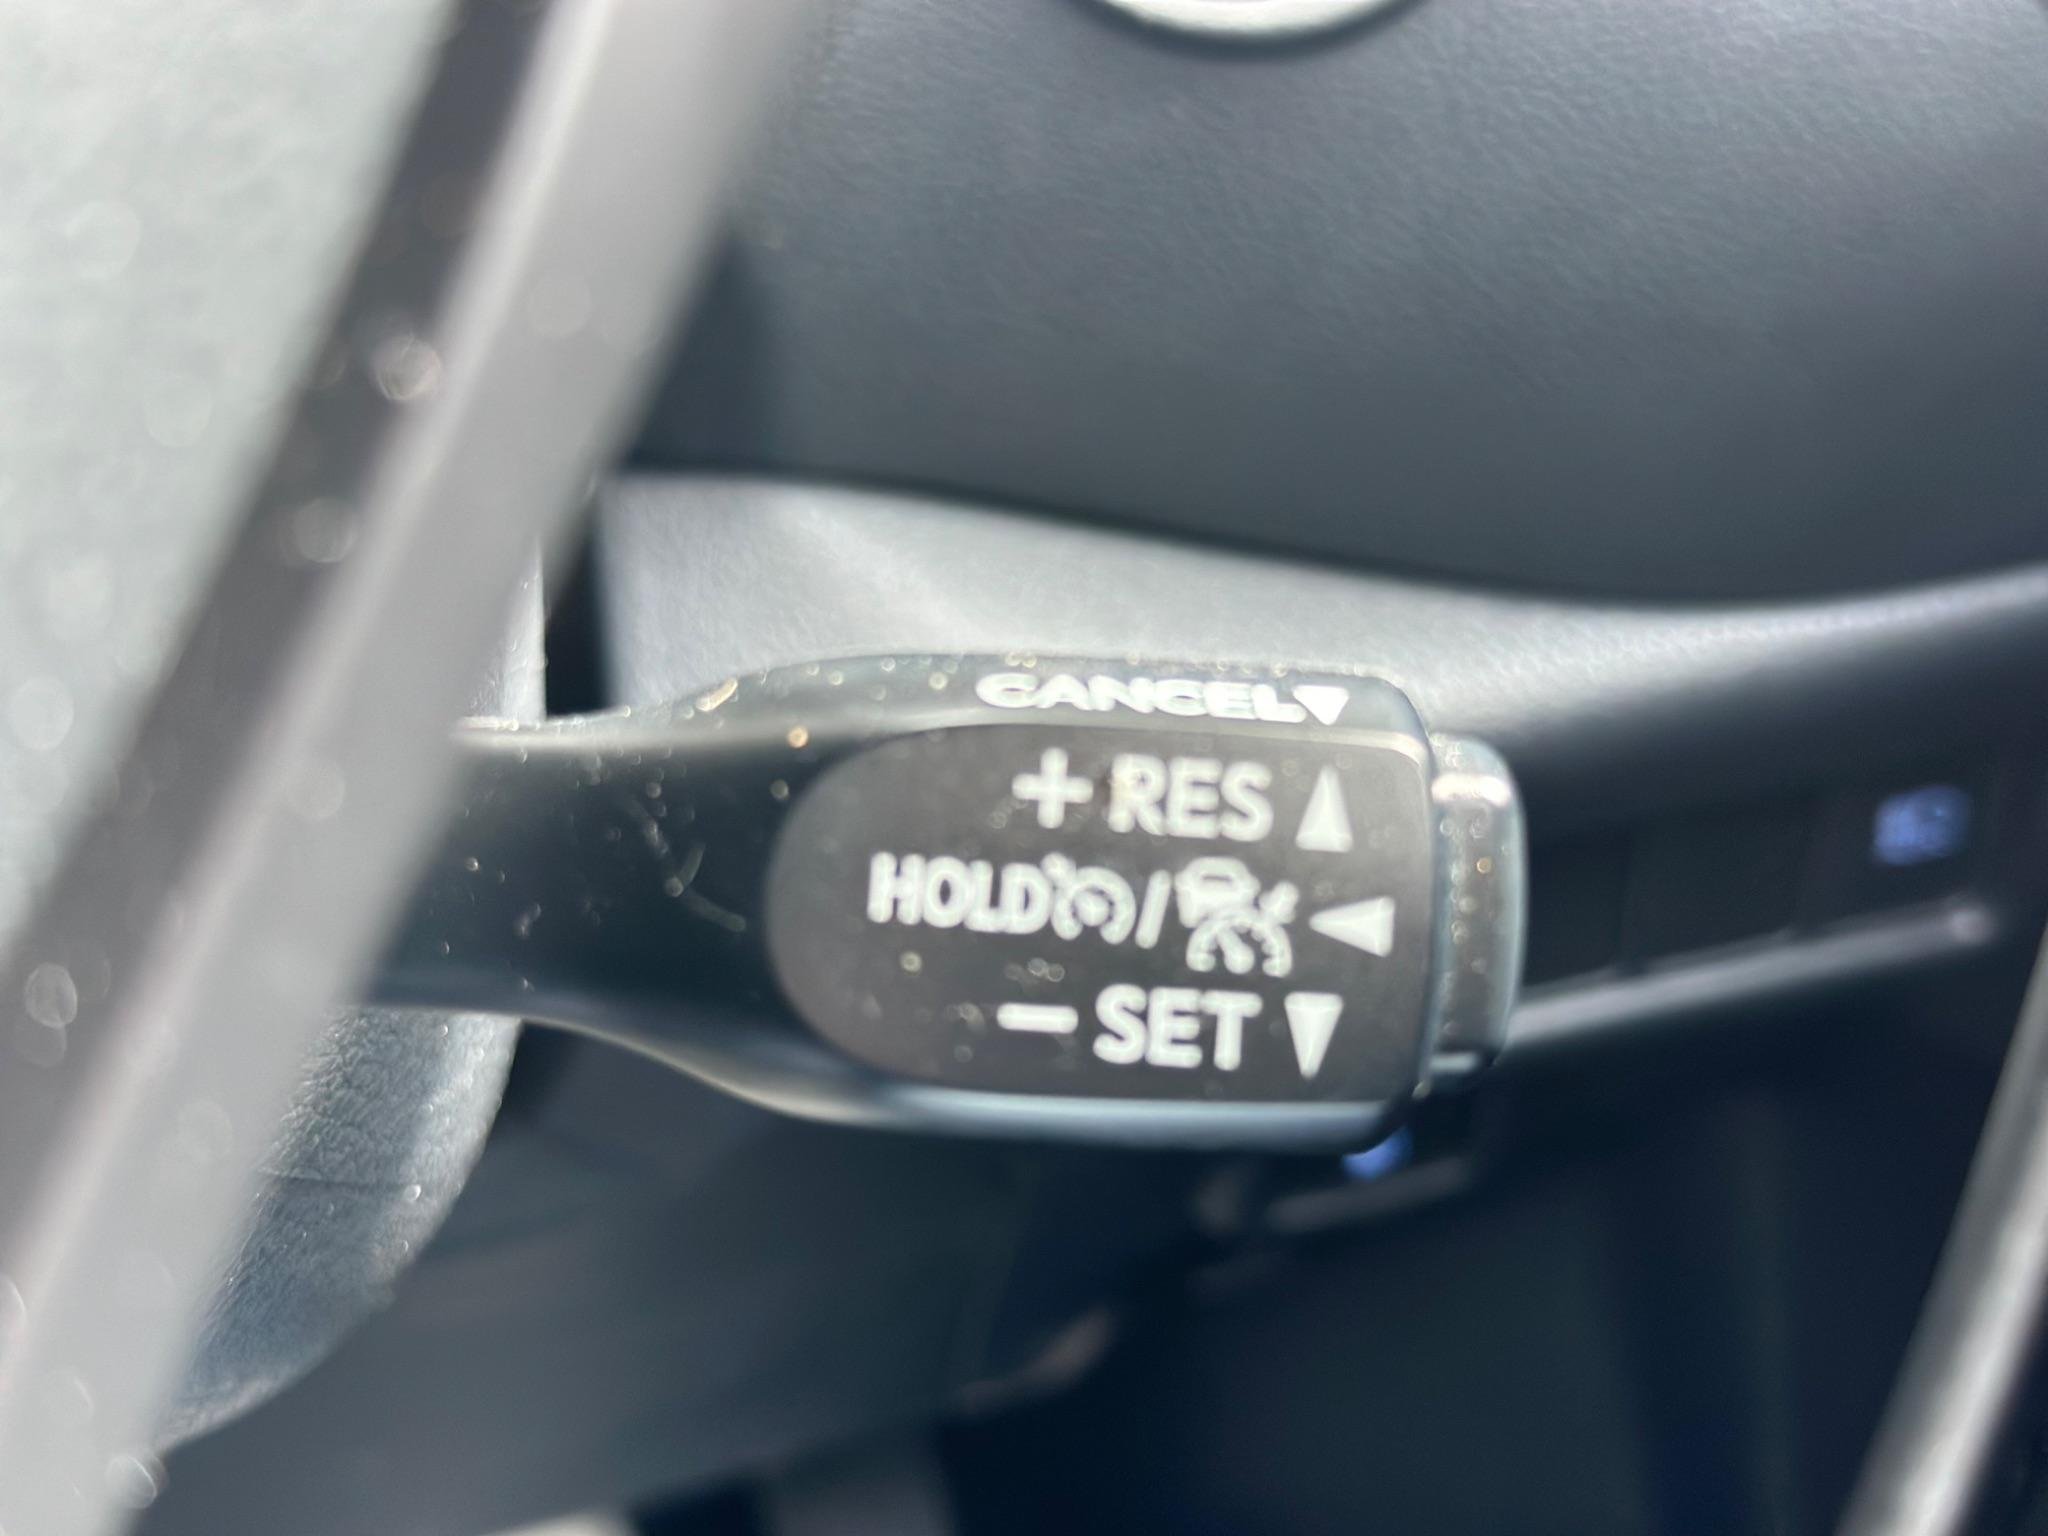 CANCEL
+ RES
HOLD /
− SET